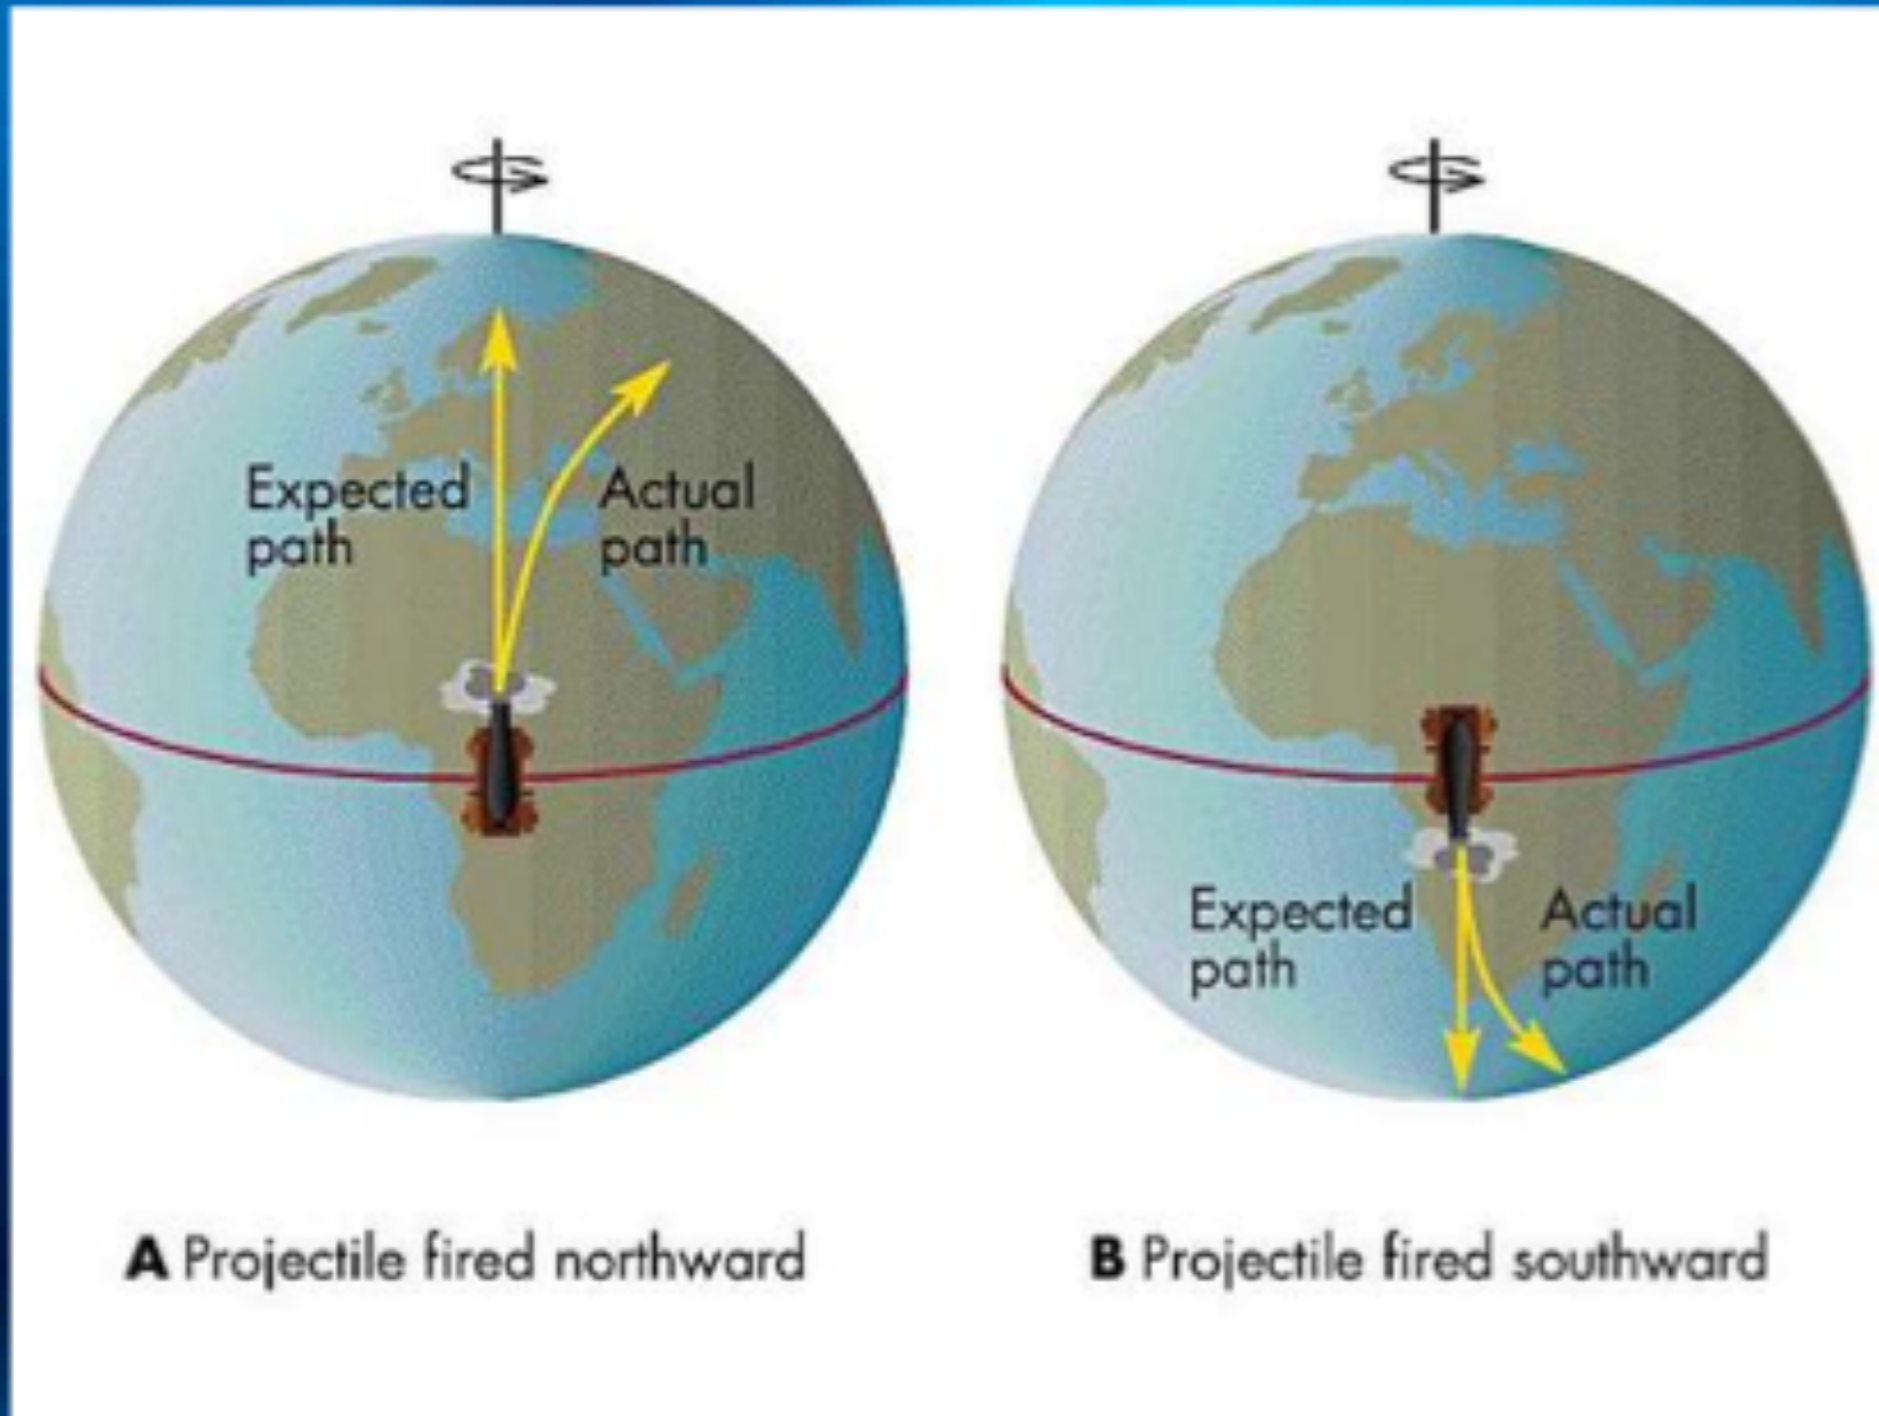 Expected
path
Actual
path
Expected
path
Actual
path
A Projectile fired northward
B Projectile fired southward